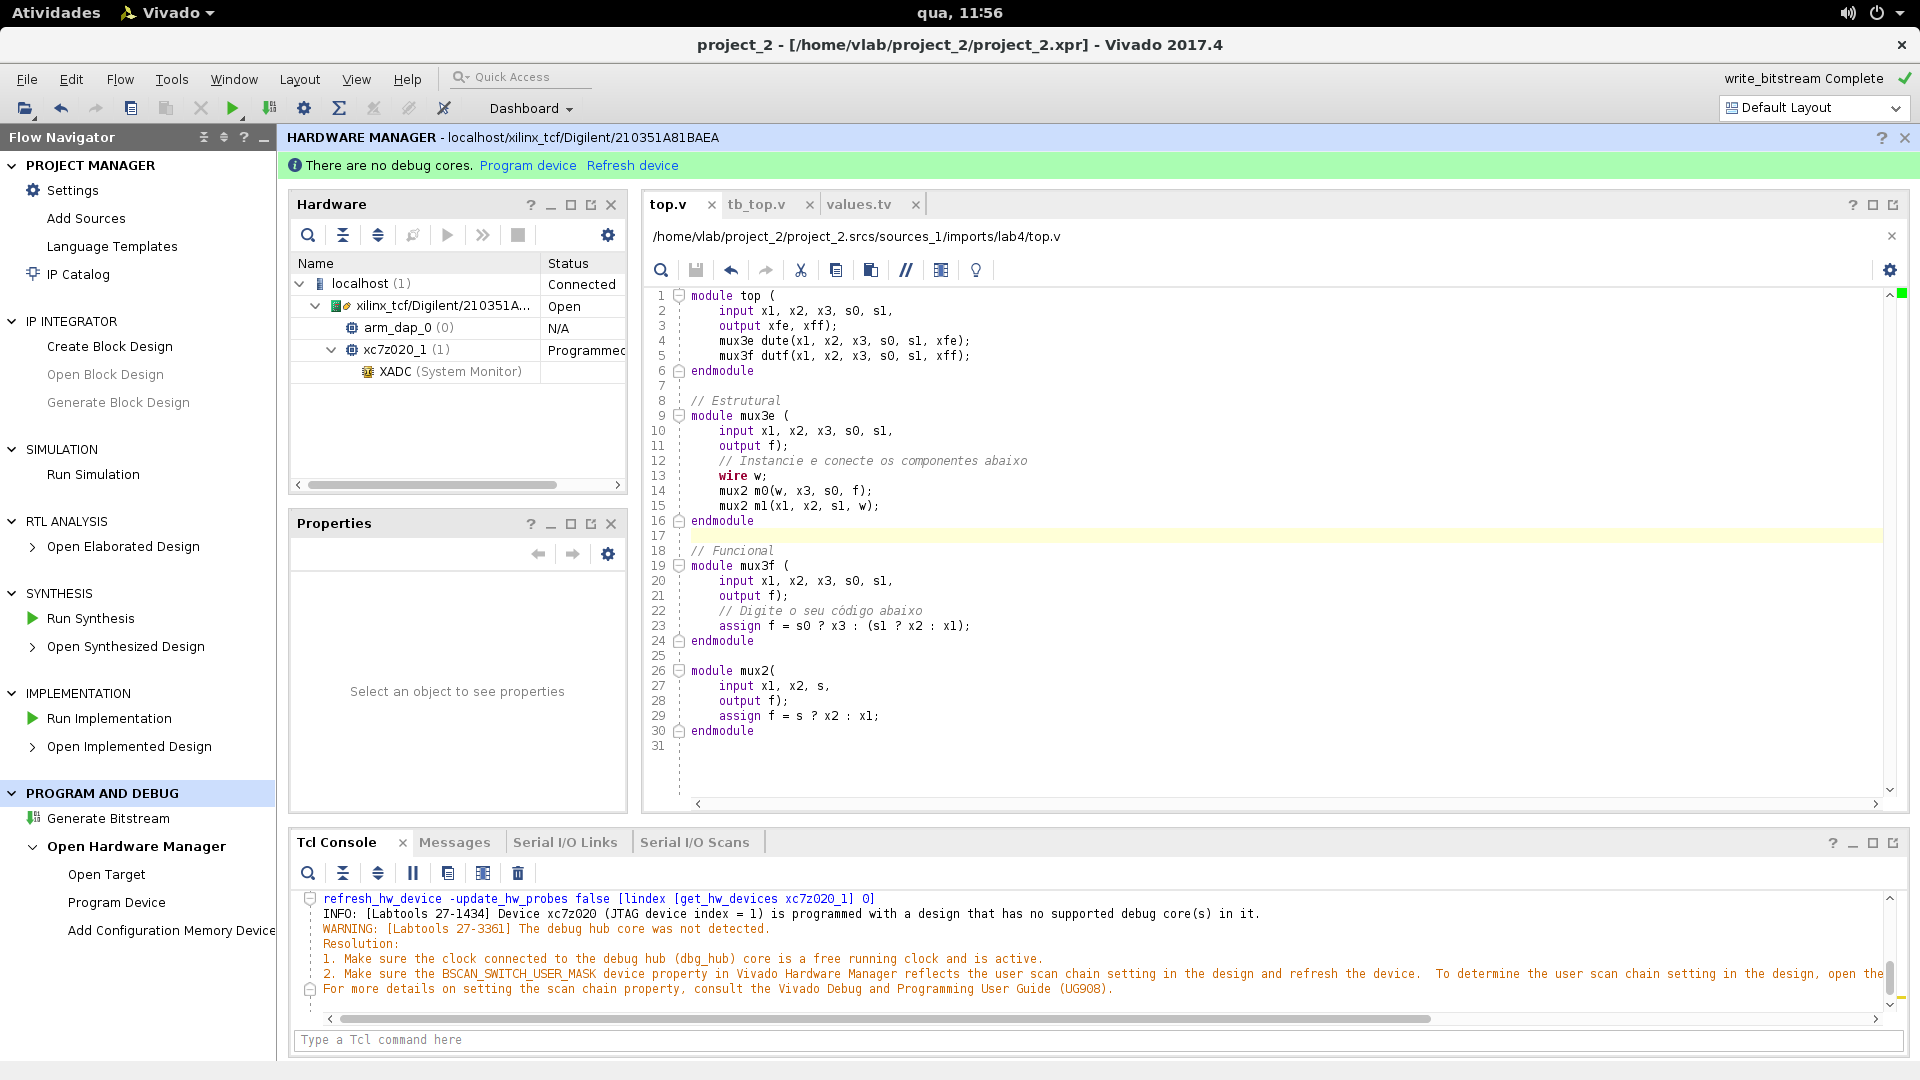 Atividades Vivado qua, 11:56
project_2 - [/home/vlab/project_2/project_2.xpr] - Vivado 2017.4
File Edit Flow Tools Window Layout View Help Quick Access write_bitstream Complete
Dashboard Default Layout
Flow Navigator
PROJECT MANAGER
Settings
Add Sources
Language Templates
IP Catalog
IP INTEGRATOR
Create Block Design
Open Block Design
Generate Block Design
SIMULATION
Run Simulation
RTL ANALYSIS
Open Elaborated Design
SYNTHESIS
Run Synthesis
Open Synthesized Design
IMPLEMENTATION
Run Implementation
Open Implemented Design
PROGRAM AND DEBUG
Generate Bitstream
Open Hardware Manager
Open Target
Program Device
Add Configuration Memory Device
HARDWARE MANAGER - localhost/xilinx_tcf/Digilent/210351A81BAEA
There are no debug cores. Program device Refresh device
Hardware
Name Status
localhost (1) Connected
xilinx_tcf/Digilent/210351A... Open
arm_dap_0 (0) N/A
xc7z020_1 (1) Programmed
XADC (System Monitor)
Properties
Select an object to see properties
top.v tb_top.v values.tv
/home/vlab/project_2/project_2.srcs/sources_1/imports/lab4/top.v
1 module top (
2 input x1, x2, x3, s0, s1,
3 output xfe, xff);
4 mux3e dute(x1, x2, x3, s0, s1, xfe);
5 mux3f dutf(x1, x2, x3, s0, s1, xff);
6 endmodule
7
8 // Estrutural
9 module mux3e (
10 input x1, x2, x3, s0, s1,
11 output f);
12 // Instancie e conecte os componentes abaixo
13 wire w;
14 mux2 m0(w, x3, s0, f);
15 mux2 m1(x1, x2, s1, w);
16 endmodule
17
18 // Funcional
19 module mux3f (
20 input x1, x2, x3, s0, s1,
21 output f);
22 // Digite o seu código abaixo
23 assign f = s0 ? x3 : (s1 ? x2 : x1);
24 endmodule
25
26 module mux2(
27 input x1, x2, s,
28 output f);
29 assign f = s ? x2 : x1;
30 endmodule
31
Tcl Console Messages Serial I/O Links Serial I/O Scans
refresh_hw_device -update_hw_probes false [lindex [get_hw_devices xc7z020_1] 0]
INFO: [Labtools 27-1434] Device xc7z020 (JTAG device index = 1) is programmed with a design that has no supported debug core(s) in it.
WARNING: [Labtools 27-3361] The debug hub core was not detected.
Resolution:
1. Make sure the clock connected to the debug hub (dbg_hub) core is a free running clock and is active.
2. Make sure the BSCAN_SWITCH_USER_MASK device property in Vivado Hardware Manager reflects the user scan chain setting in the design and refresh the device. To determine the user scan chain setting in the design, open the
For more details on setting the scan chain property, consult the Vivado Debug and Programming User Guide (UG908).
Type a Tcl command here